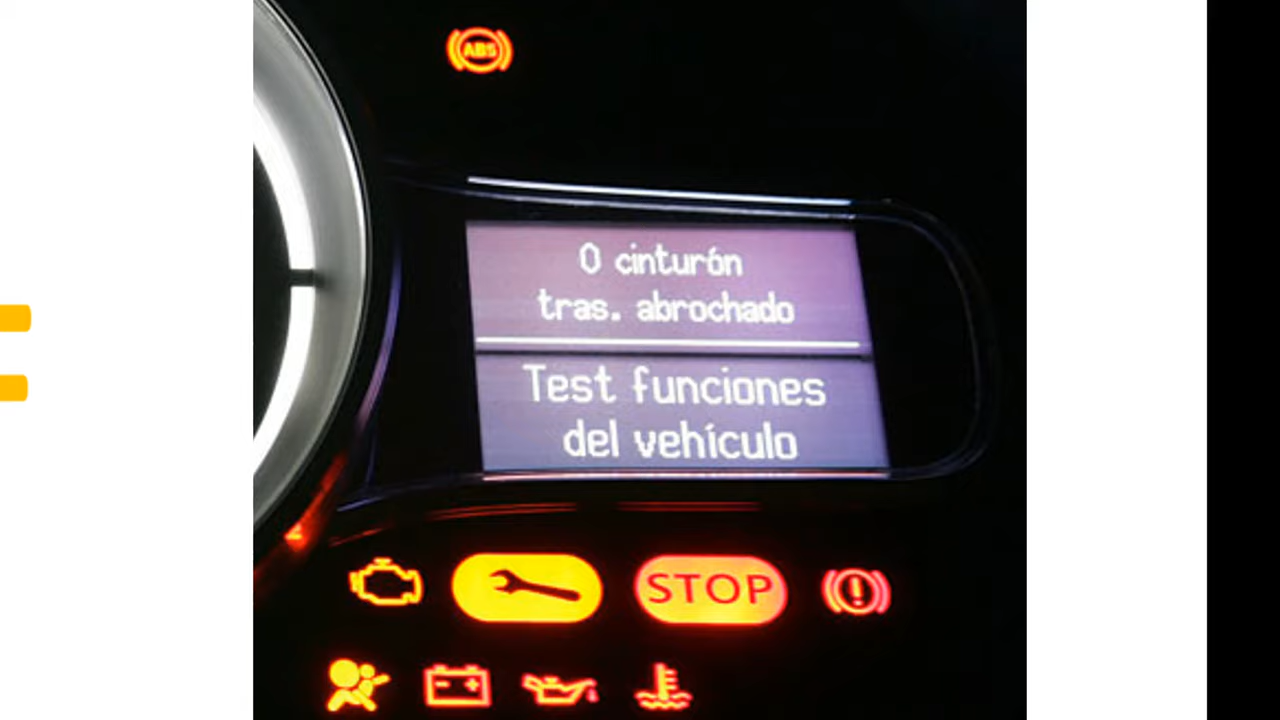 ABS
0 cinturón
tras. abrochado
Test funciones
del vehículo
STOP